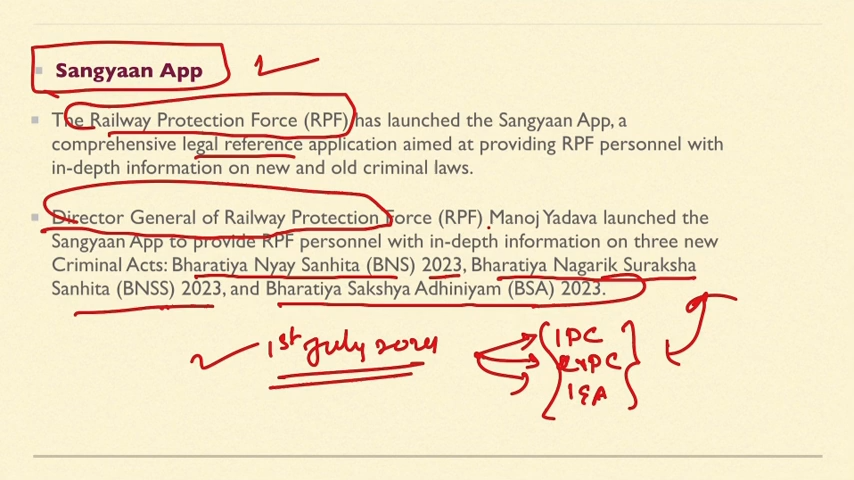 Sangyaan App
The Railway Protection Force (RPF) has launched the Sangyaan App, a
comprehensive legal reference application aimed at providing RPF personnel with
in-depth information on new and old criminal laws.
Director General of Railway Protection Force (RPF) Manoj Yadava launched the
Sangyaan App to provide RPF personnel with in-depth information on three new
Criminal Acts: Bharatiya Nyay Sanhita (BNS) 2023, Bharatiya Nagarik Suraksha
Sanhita (BNSS) 2023, and Bharatiya Sakshya Adhiniyam (BSA) 2023.
1st July 2024
IPC
CrPC
IEA